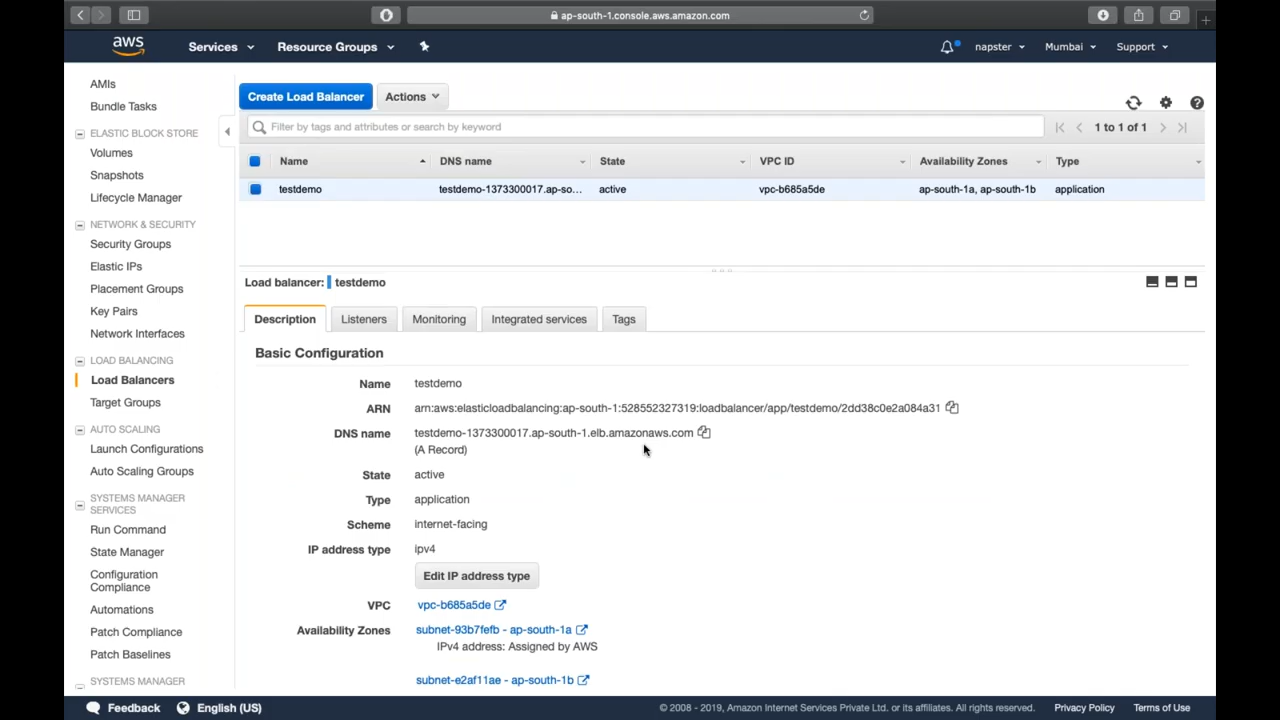 ap-south-1.console.aws.amazon.com
aws
Services
Resource Groups
napster
Mumbai
Support
AMIs
Bundle Tasks
ELASTIC BLOCK STORE
Volumes
Snapshots
Lifecycle Manager
NETWORK & SECURITY
Security Groups
Elastic IPs
Placement Groups
Key Pairs
Network Interfaces
LOAD BALANCING
Load Balancers
Target Groups
AUTO SCALING
Launch Configurations
Auto Scaling Groups
SYSTEMS MANAGER
SERVICES
Run Command
State Manager
Configuration
Compliance
Automations
Patch Compliance
Patch Baselines
SYSTEMS MANAGER
Create Load Balancer
Actions
Filter by tags and attributes or search by keyword
1 to 1 of 1
Name DNS name State VPC ID Availability Zones Type
testdemo testdemo-1373300017.ap-so... active vpc-b685a5de ap-south-1a, ap-south-1b application
Load balancer: testdemo
Description Listeners Monitoring Integrated services Tags
Basic Configuration
Name testdemo
ARN arn:aws:elasticloadbalancing:ap-south-1:528552327319:loadbalancer/app/testdemo/2dd38c0e2a084a31
DNS name testdemo-1373300017.ap-south-1.elb.amazonaws.com
(A Record)
State active
Type application
Scheme internet-facing
IP address type ipv4
Edit IP address type
VPC vpc-b685a5de
Availability Zones subnet-93b7fefb - ap-south-1a
IPv4 address: Assigned by AWS
subnet-e2af11ae - ap-south-1b
Feedback
English (US)
© 2008 - 2019, Amazon Internet Services Private Ltd. or its affiliates. All rights reserved.
Privacy Policy
Terms of Use